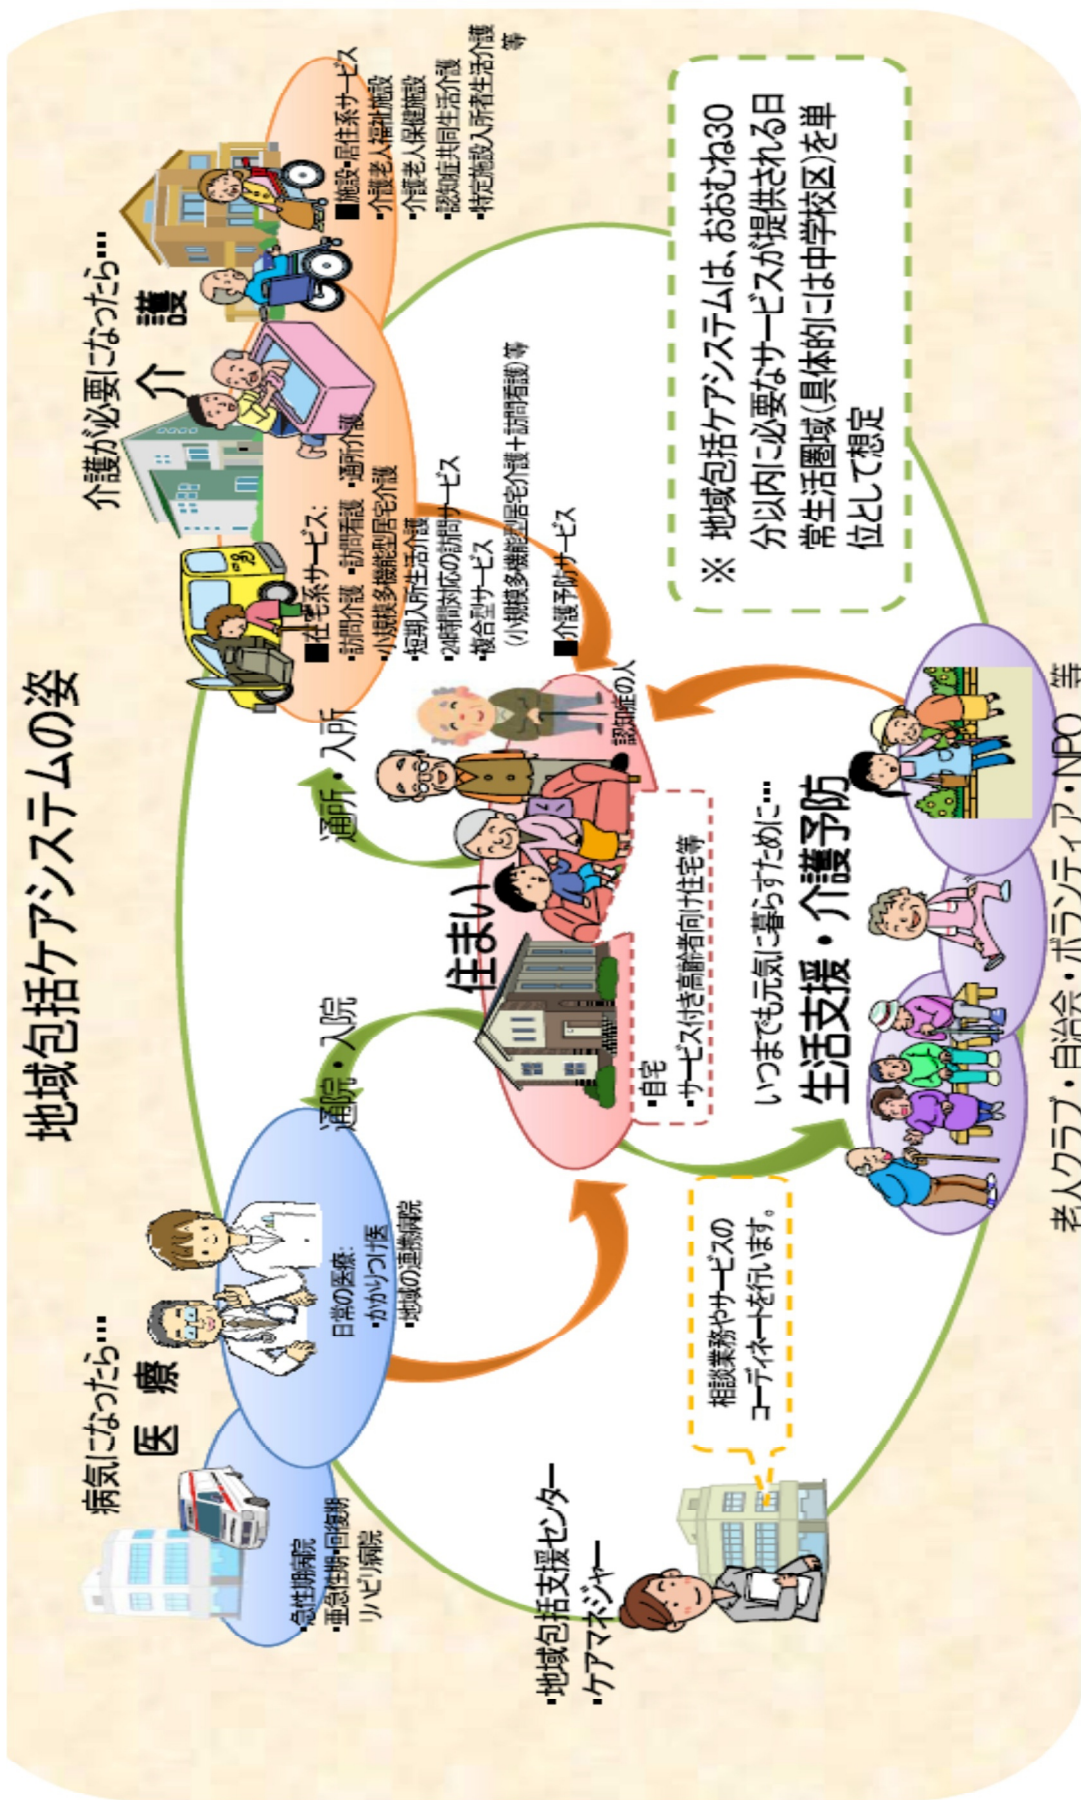 地域包括ケアシステムの姿
病気になったら…
医 療
・急性期病院
・亜急性期・回復期
リハビリ病院
日常の医療:
・かかりつけ医
・地域の連携病院
通院・入院
通所・入所
介護が必要になったら…
介 護
■在宅系サービス:
・訪問介護 ・訪問看護 ・通所介護
・小規模多機能型居宅介護
・短期入所生活介護
・24時間対応の訪問サービス
・複合型サービス
(小規模多機能型居宅介護+訪問看護)等
■介護予防サービス
■施設・居住系サービス
・介護老人福祉施設
・介護老人保健施設
・認知症共同生活介護
・特定施設入所者生活介護
等
住まい
認知症の人
・自宅
・サービス付き高齢者向け住宅等
・地域包括支援センター
・ケアマネジャー
相談業務やサービスの
コーディネートを行います。
いつまでも元気に暮らすために…
生活支援・介護予防
老人クラブ・自治会・ボランティア・NPO 等
※ 地域包括ケアシステムは、おおむね30
分以内に必要なサービスが提供される日
常生活圏域(具体的には中学校区)を単
位として想定